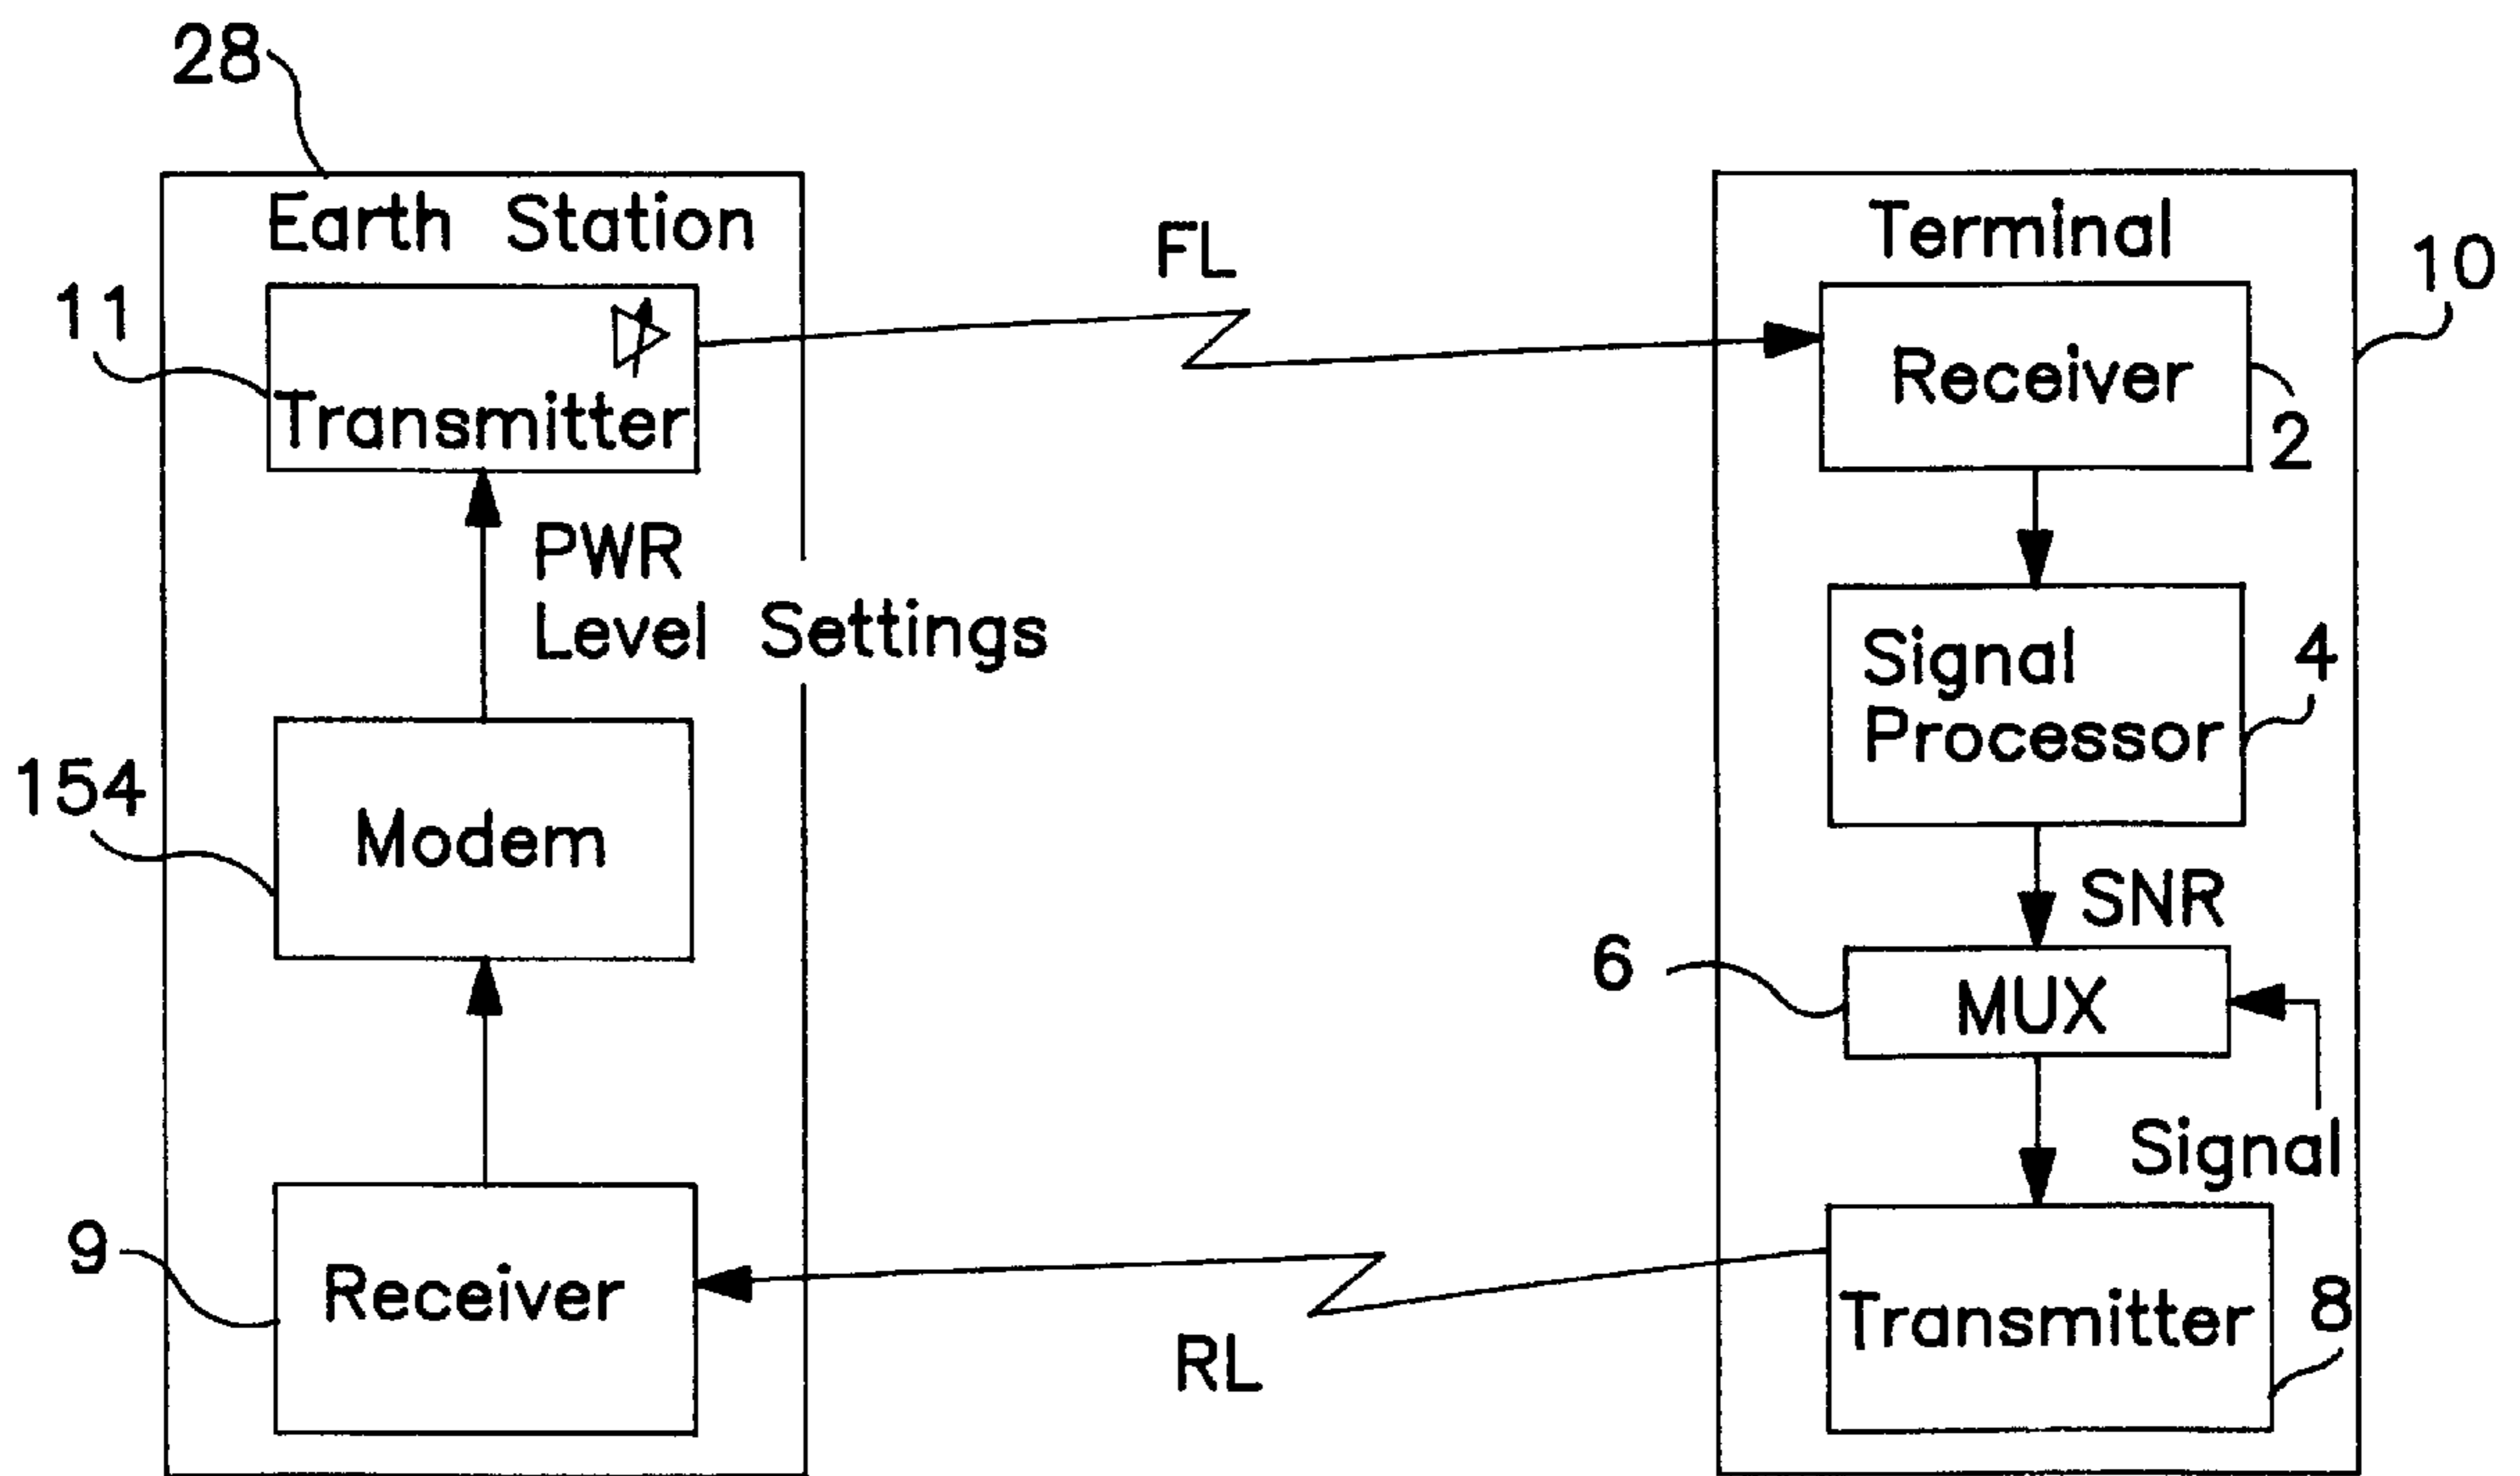 28
Earth Station
11
Transmitter
PWR
Level Settings
154
Modem
9
Receiver
FL
RL
Terminal
10
Receiver
2
Signal
Processor
4
SNR
6
MUX
Signal
Transmitter
8